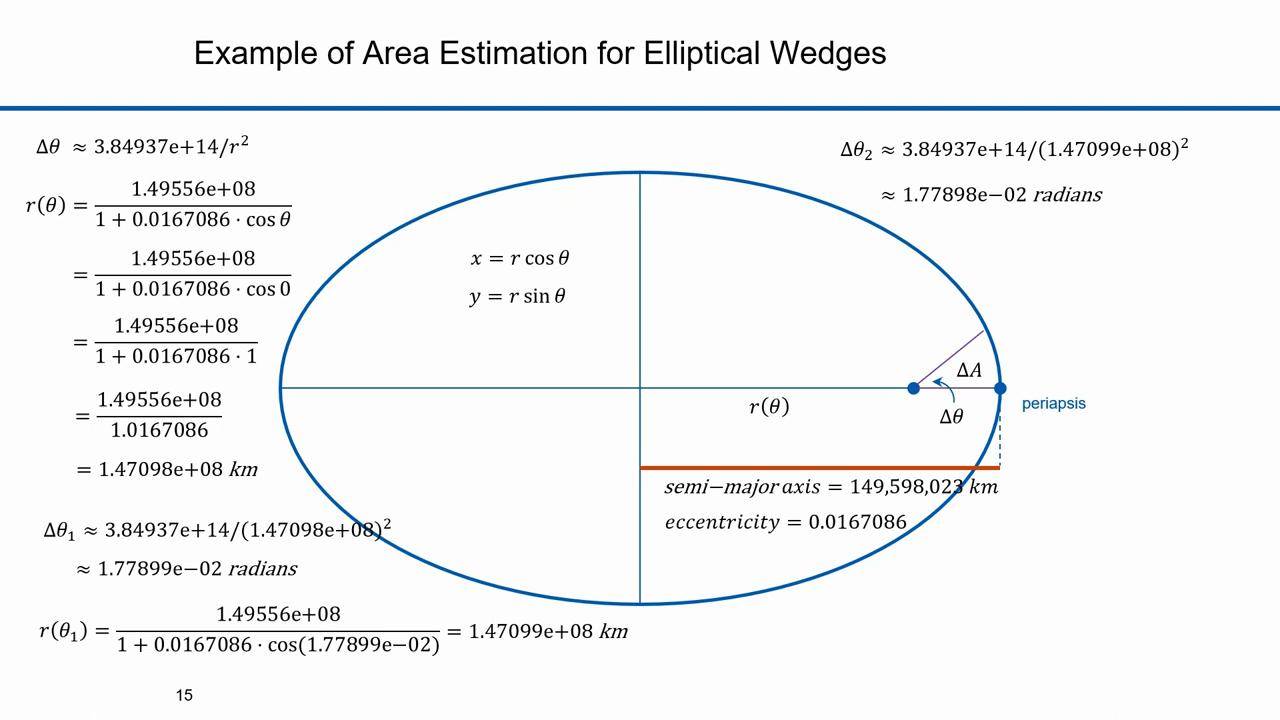 Example of Area Estimation for Elliptical Wedges
Δθ ≈ 3.84937e+14/r²
r(θ) = 1.49556e+08 / 1 + 0.0167086 · cos θ
= 1.49556e+08 / 1 + 0.0167086 · cos 0
= 1.49556e+08 / 1 + 0.0167086 · 1
= 1.49556e+08 / 1.0167086
= 1.47098e+08 km
Δθ₁ ≈ 3.84937e+14/(1.47098e+08)²
≈ 1.77899e−02 radians
r(θ₁) = 1.49556e+08 / 1 + 0.0167086 · cos(1.77899e−02) = 1.47099e+08 km
x = r cos θ
y = r sin θ
Δθ₂ ≈ 3.84937e+14/(1.47099e+08)²
≈ 1.77898e−02 radians
ΔA
Δθ
r(θ)
periapsis
semi−major axis = 149,598,023 km
eccentricity = 0.0167086
15